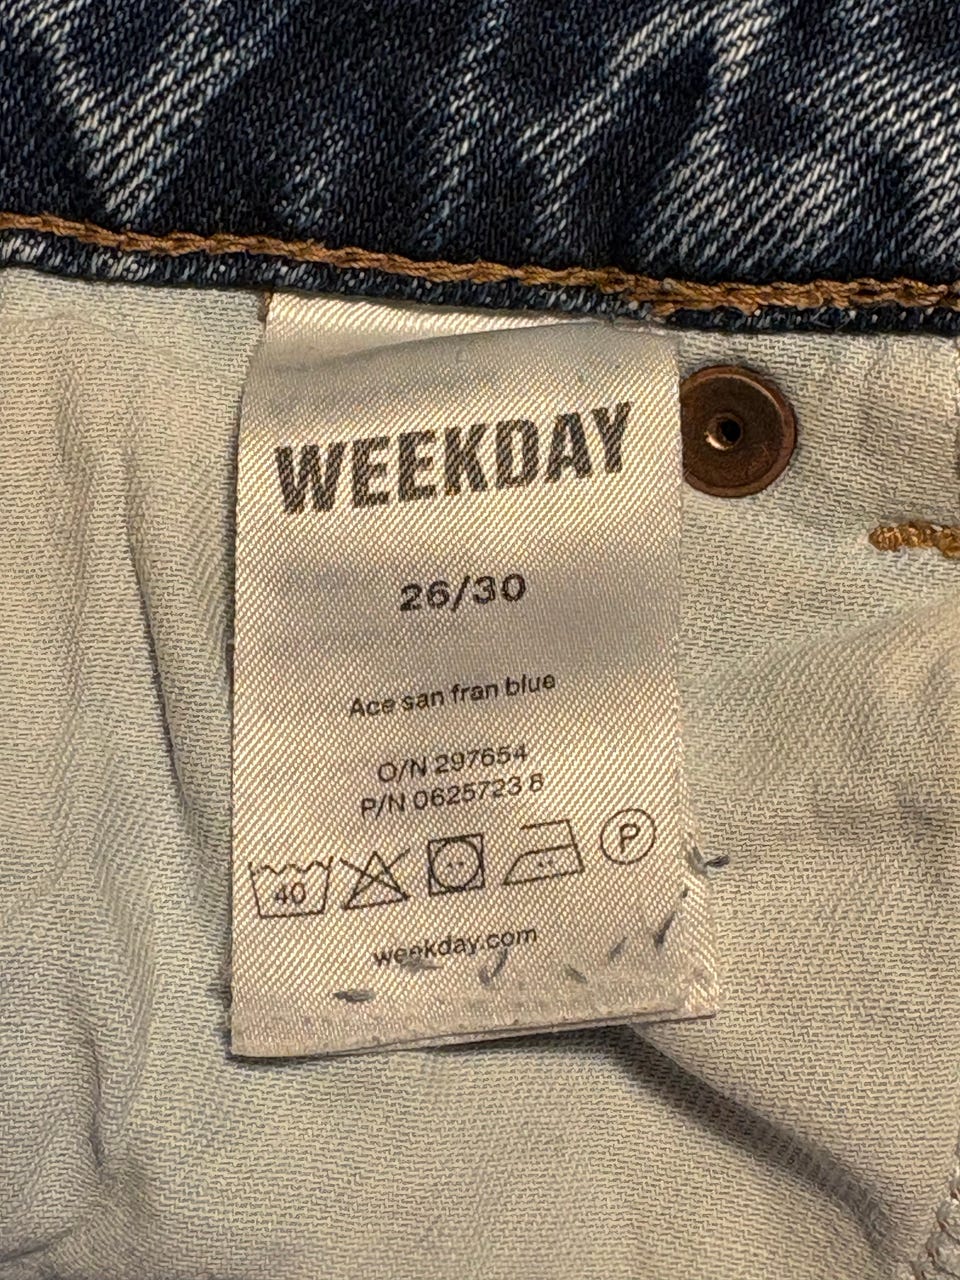 WEEKDAY
26/30
Ace san fran blue
O/N 297654
P/N 0625723 8
40
P
weekday.com